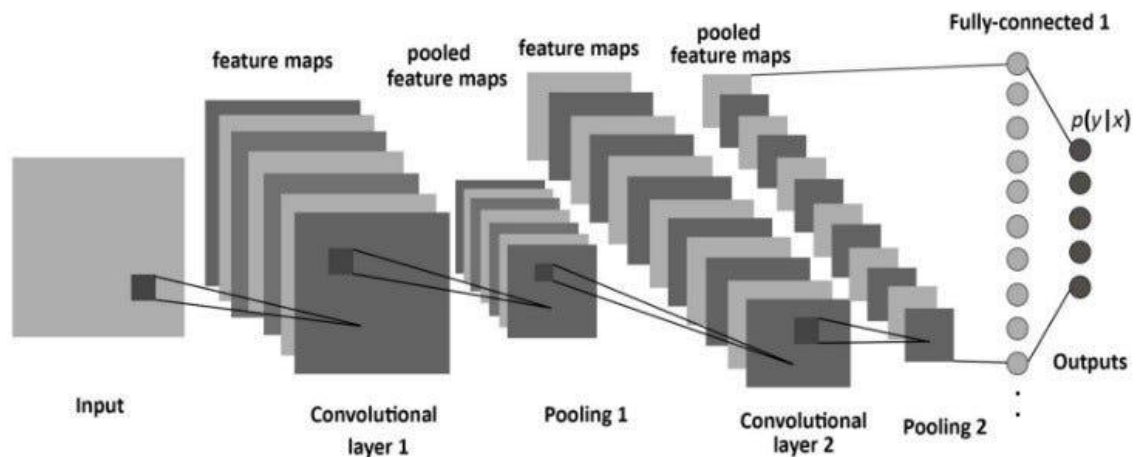 feature maps
pooled
feature maps
feature maps
pooled
feature maps
Fully-connected 1
p(y|x)
Input
Convolutional
layer 1
Pooling 1
Convolutional
layer 2
Pooling 2
Outputs